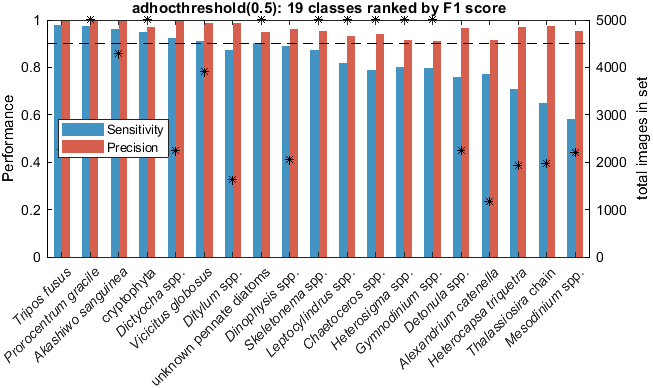 adhocthreshold(0.5): 19 classes ranked by F1 score
Performance
1
0.8
0.6
0.4
0.2
0
Sensitivity
Precision
5000
4000
3000
2000
1000
0
total images in set
Tripos fusus
Prorocentrum gracile
Akashiwo sanguinea
cryptophyta
Dictyocha spp.
Vicicitus globosus
Ditylum spp.
unknown pennate diatoms
Dinophysis spp.
Skeletonema spp.
Leptocylindrus spp.
Chaetoceros spp.
Heterosigma spp.
Gymnodinium spp.
Detonula spp.
Alexandrium catenella
Heterocapsa triquetra
Thalassiosira chain
Mesodinium spp.